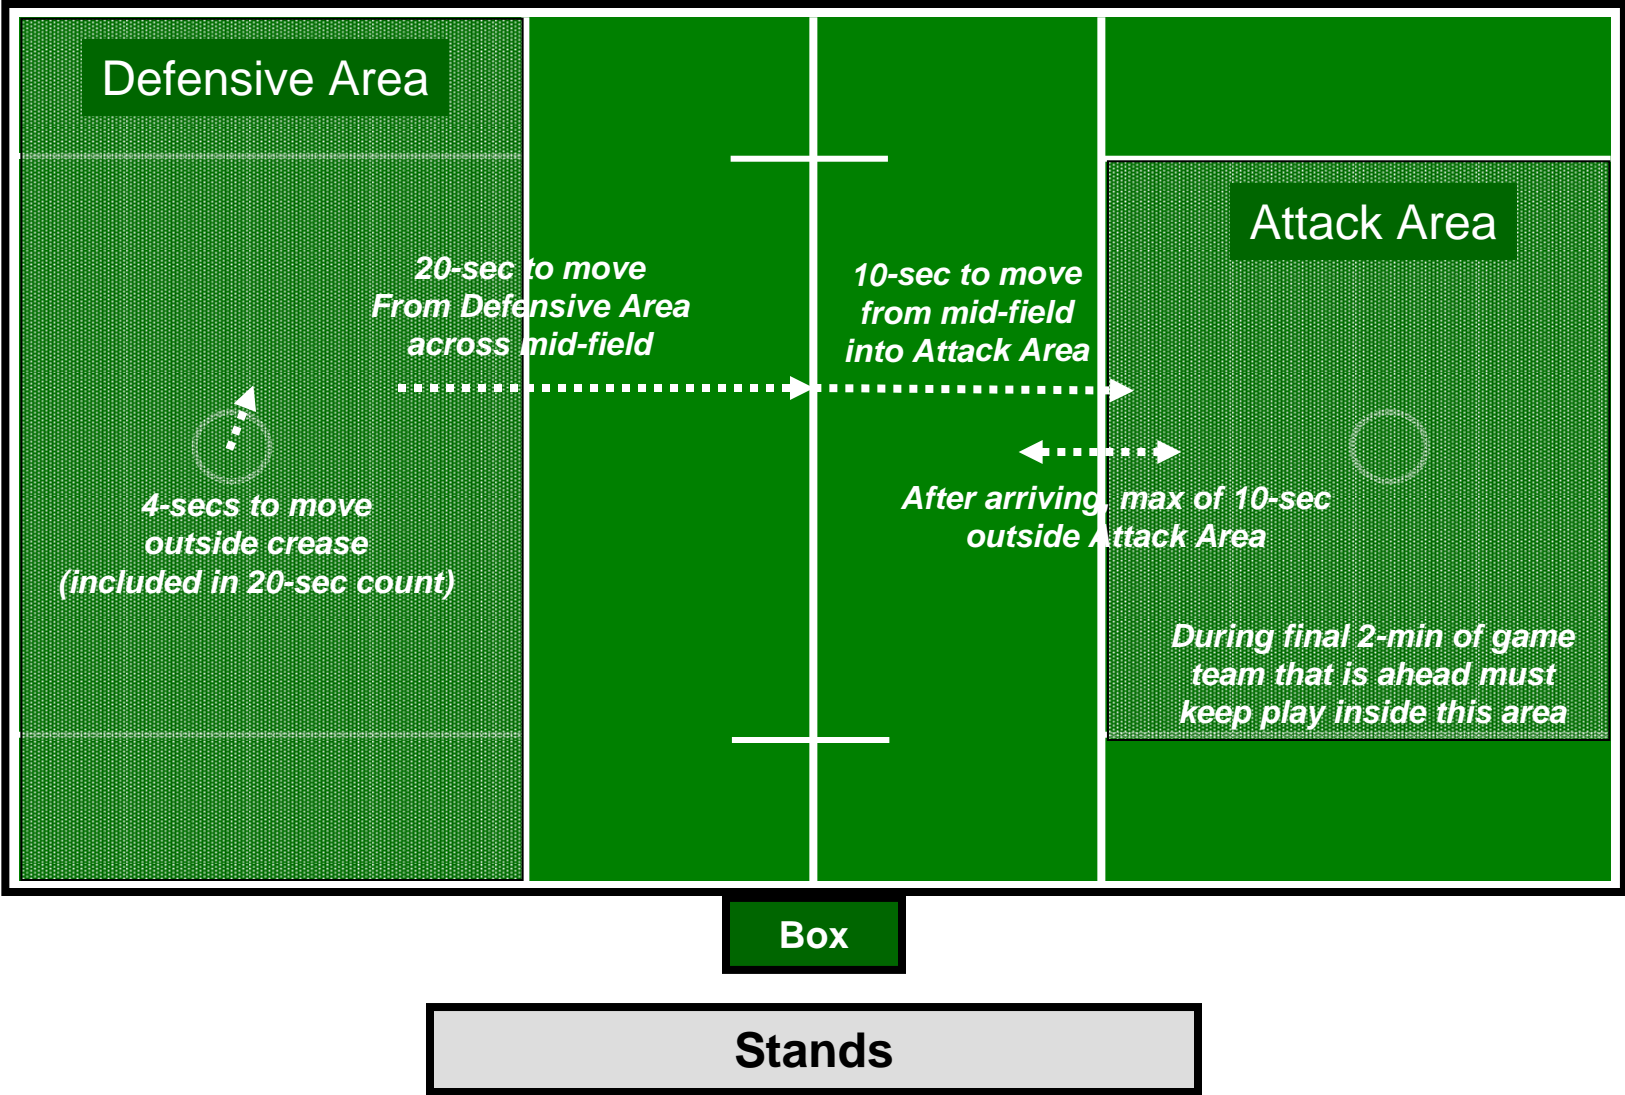 Defensive Area
Attack Area
20-sec to move
From Defensive Area
across mid-field
10-sec to move
from mid-field
into Attack Area
4-secs to move
outside crease
(included in 20-sec count)
After arriving, max of 10-sec
outside Attack Area
During final 2-min of game
team that is ahead must
keep play inside this area
Box
Stands